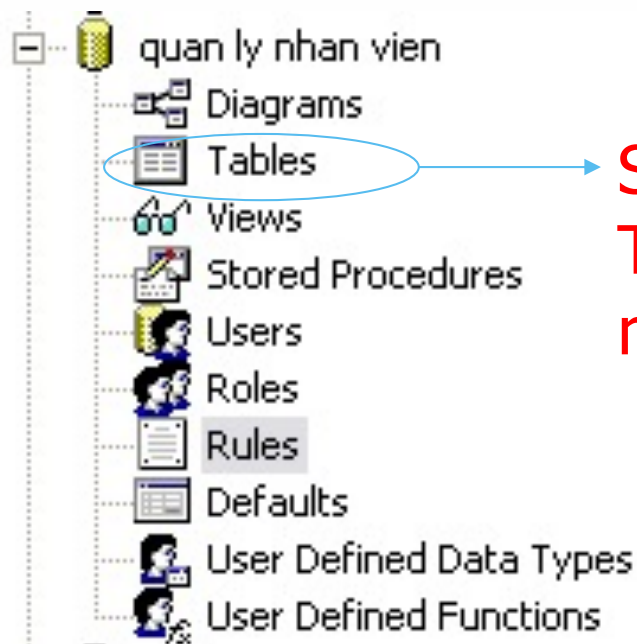 quan ly nhan vien
Diagrams
Tables
Views
Stored Procedures
Users
Roles
Rules
Defaults
User Defined Data Types
User Defined Functions